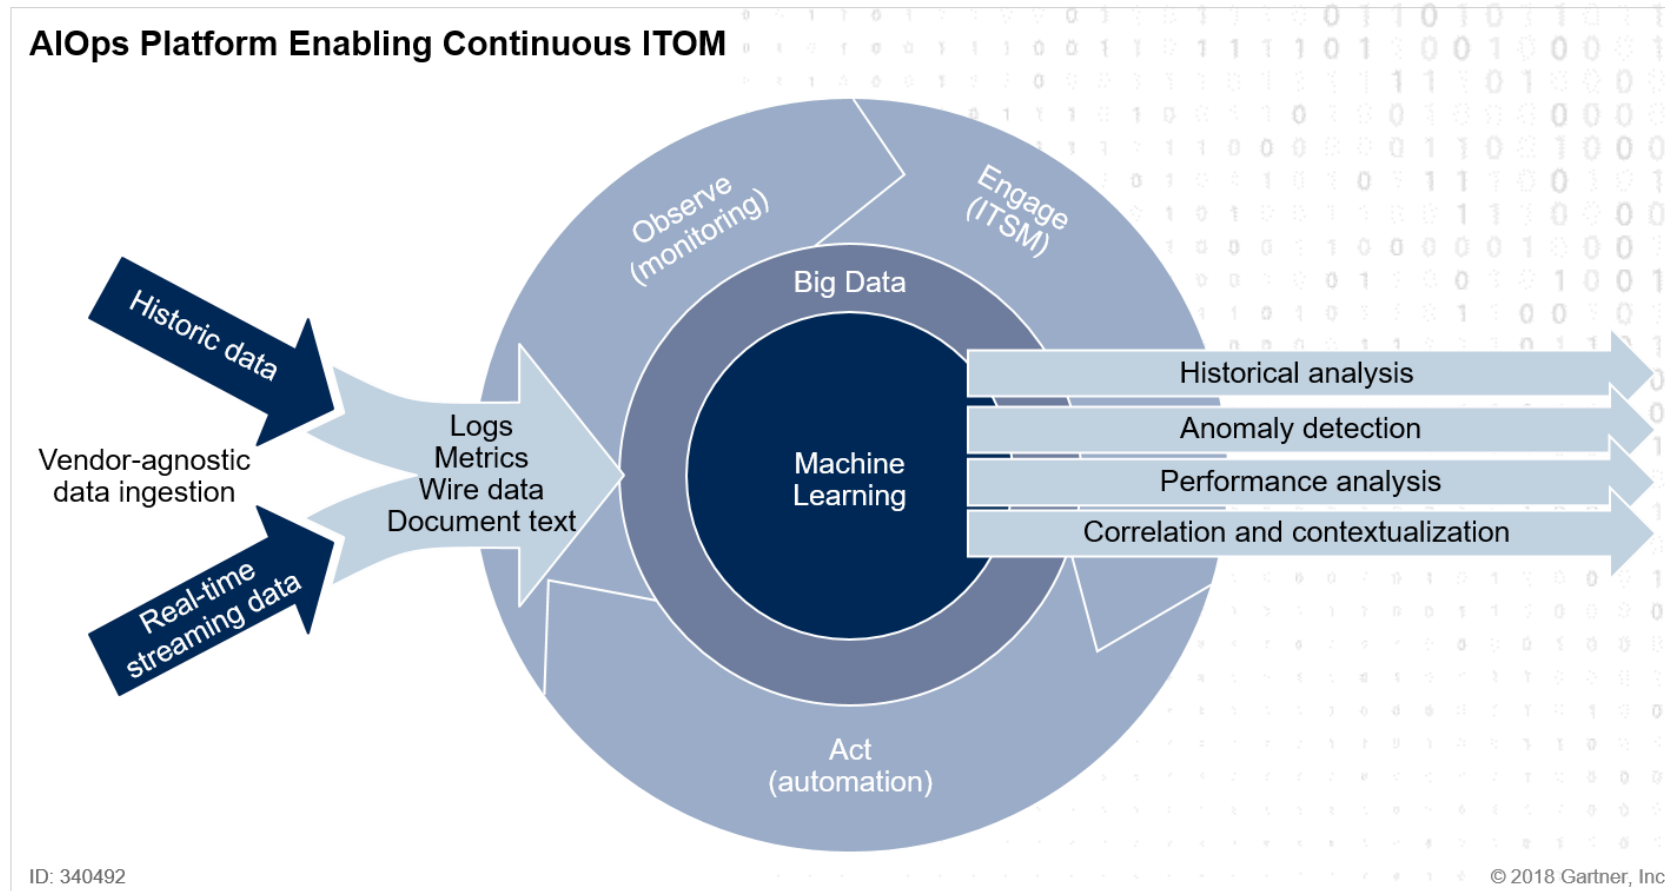 AIOps Platform Enabling Continuous ITOM
Observe
(monitoring)
Engage
(ITSM)
Big Data
Historic data
Vendor-agnostic
data ingestion
Real-time
streaming data
Logs
Metrics
Wire data
Document text
Machine
Learning
Historical analysis
Anomaly detection
Performance analysis
Correlation and contextualization
Act
(automation)
ID: 340492
© 2018 Gartner, Inc